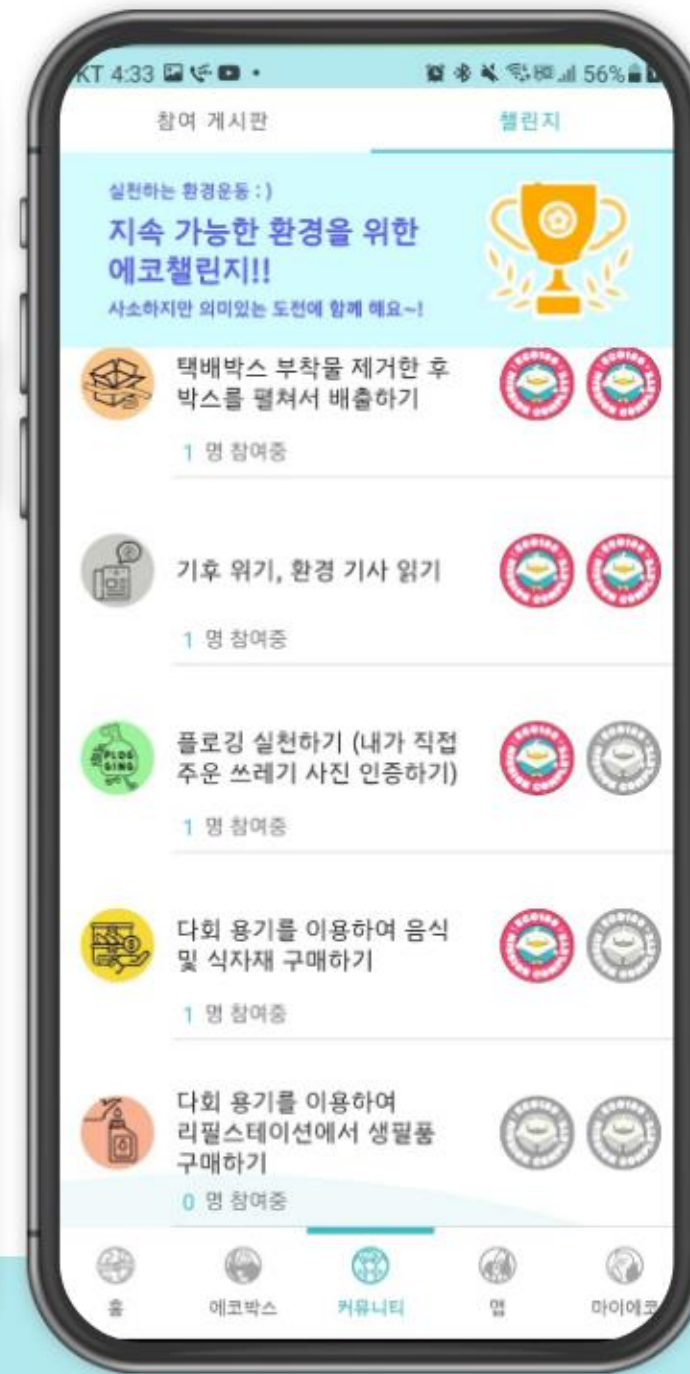 KT 4:33
56%
참여 게시판
챌린지
실천하는 환경운동 : )
지속 가능한 환경을 위한
에코챌린지!!
사소하지만 의미있는 도전에 함께 해요~!
택배박스 부착물 제거한 후
박스를 펼쳐서 배출하기
1 명 참여중
기후 위기, 환경 기사 읽기
1 명 참여중
PLOG
GING
플로깅 실천하기 (내가 직접
주운 쓰레기 사진 인증하기)
1 명 참여중
다회 용기를 이용하여 음식
및 식자재 구매하기
1 명 참여중
다회 용기를 이용하여
리필스테이션에서 생필품
구매하기
0 명 참여중
홈
에코박스
커뮤니티
맵
마이에코